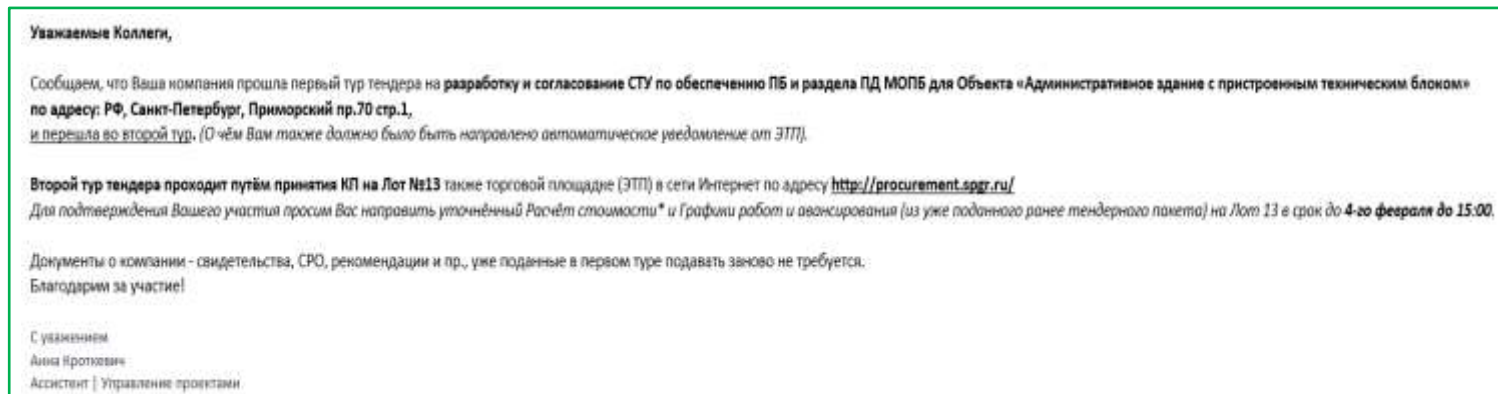 Уважаемые Коллеги,
Сообщаем, что Ваша компания прошла первый тур тендера на разработку и согласование СТУ по обеспечению ПБ и раздела ПД МОПБ для Объекта «Административное здание с пристроенным техническим блоком»
по адресу: РФ, Санкт-Петербург, Приморский пр.70 стр.1,
и перешла во второй тур. (О чём Вам также должно было быть направлено автоматическое уведомление от ЭТП).
Второй тур тендера проходит путём принятия КП на Лот №13 также торговой площадке (ЭТП) в сети Интернет по адресу http://procurement.spgr.ru/
Для подтверждения Вашего участия просим Вас направить уточнённый Расчёт стоимости* и Графики работ и авансирования (из уже поданного ранее тендерного пакета) на Лот 13 в срок до 4-го февраля до 15:00.
Документы о компании - свидетельства, СРО, рекомендации и пр., уже поданные в первом туре подавать заново не требуется.
Благодарим за участие!
С уважением
Анна Кроткевич
Ассистент | Управление проектами